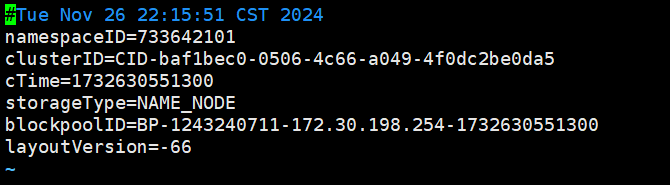 #Tue Nov 26 22:15:51 CST 2024
namespaceID=733642101
clusterID=CID-baf1bec0-0506-4c66-a049-4f0dc2be0da5
cTime=1732630551300
storageType=NAME_NODE
blockpoolID=BP-1243240711-172.30.198.254-1732630551300
layoutVersion=-66
~